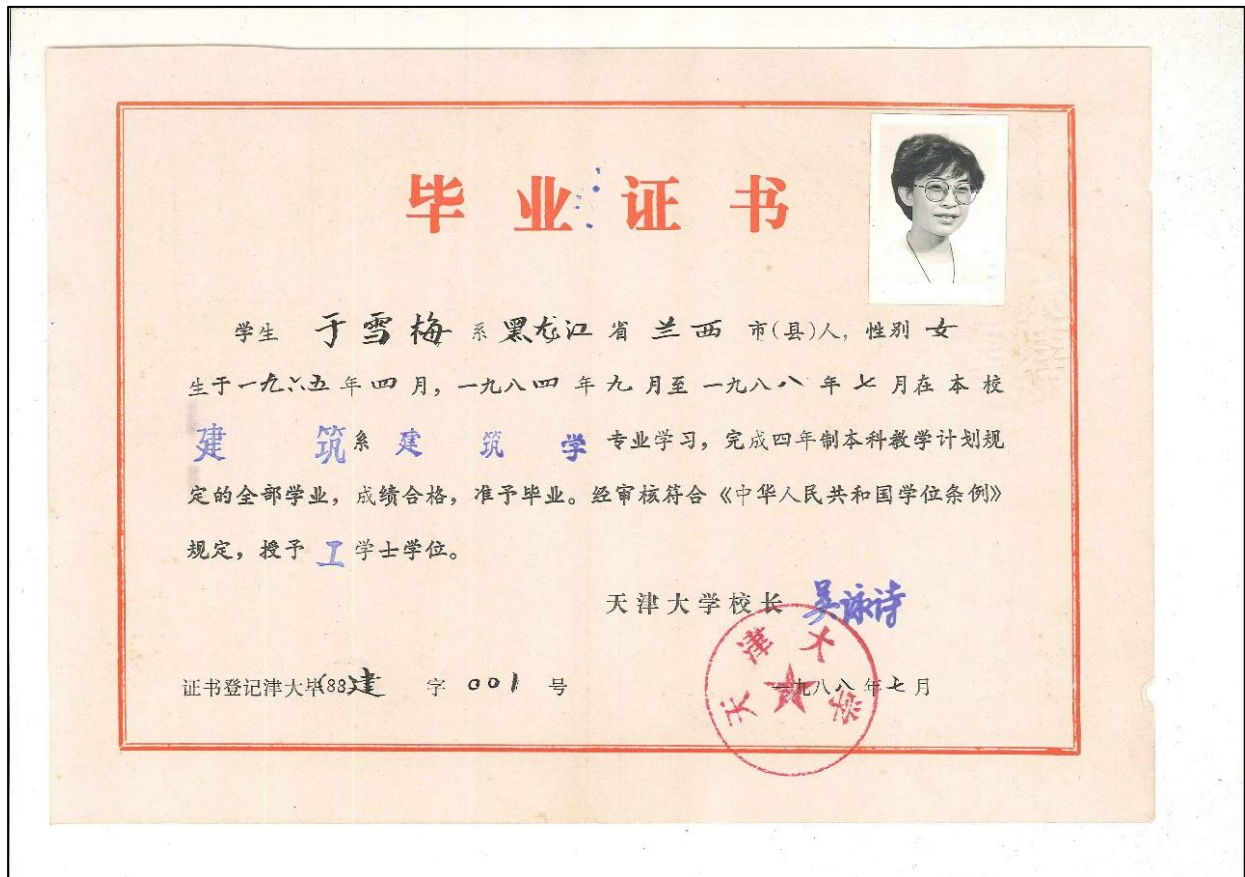 毕业证书
学生 于雪梅 系 黑龙江 省 兰西 市(县)人, 性别 女
生于一九六五年四月, 一九八四年九月至一九八八年七月在本校
建筑系建筑学专业学习, 完成四年制本科教学计划规
定的全部学业, 成绩合格, 准予毕业。经审核符合《中华人民共和国学位条例》
规定, 授予 工 学士学位。
天津大学校长 吴咏诗
天津大学
证书登记津大毕(88)建 字 001 号
一九八八年七月